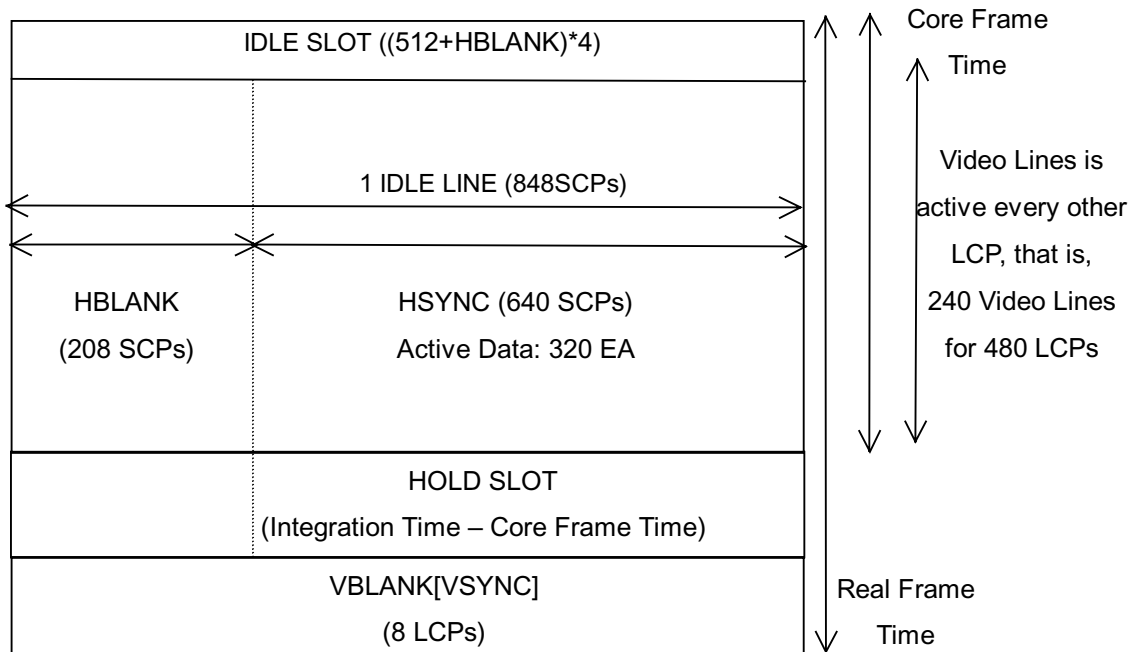 IDLE SLOT ((512+HBLANK)*4)
Core Frame
Time
1 IDLE LINE (848SCPs)
HBLANK
(208 SCPs)
HSYNC (640 SCPs)
Active Data: 320 EA
Video Lines is
active every other
LCP, that is,
240 Video Lines
for 480 LCPs
HOLD SLOT
(Integration Time – Core Frame Time)
VBLANK[VSYNC]
(8 LCPs)
Real Frame
Time